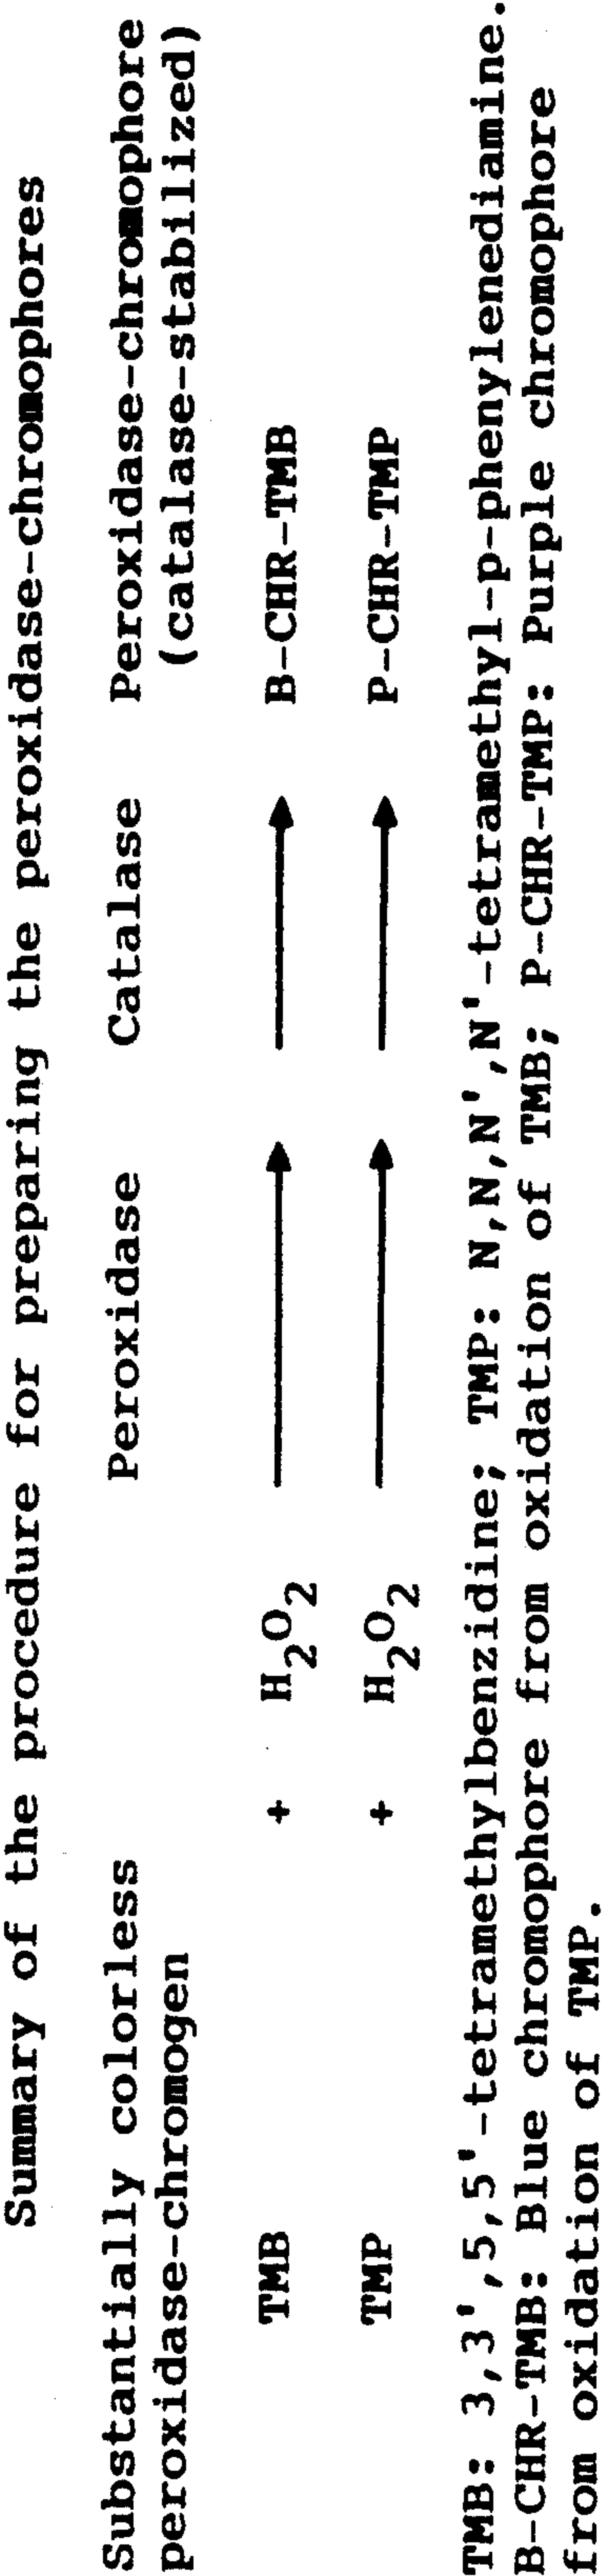 Summary of the procedure for preparing the peroxidase-chromophores
Substantially colorless Peroxidase Catalase Peroxidase-chromophore
peroxidase-chromogen (catalase-stabilized)
TMB + H2O2 B-CHR-TMB
TMP + H2O2 P-CHR-TMP
TMB: 3,3',5,5'-tetramethylbenzidine; TMP: N,N,N',N'-tetramethyl-p-phenylenediamine.
B-CHR-TMB: Blue chromophore from oxidation of TMB; P-CHR-TMP: Purple chromophore
from oxidation of TMP.